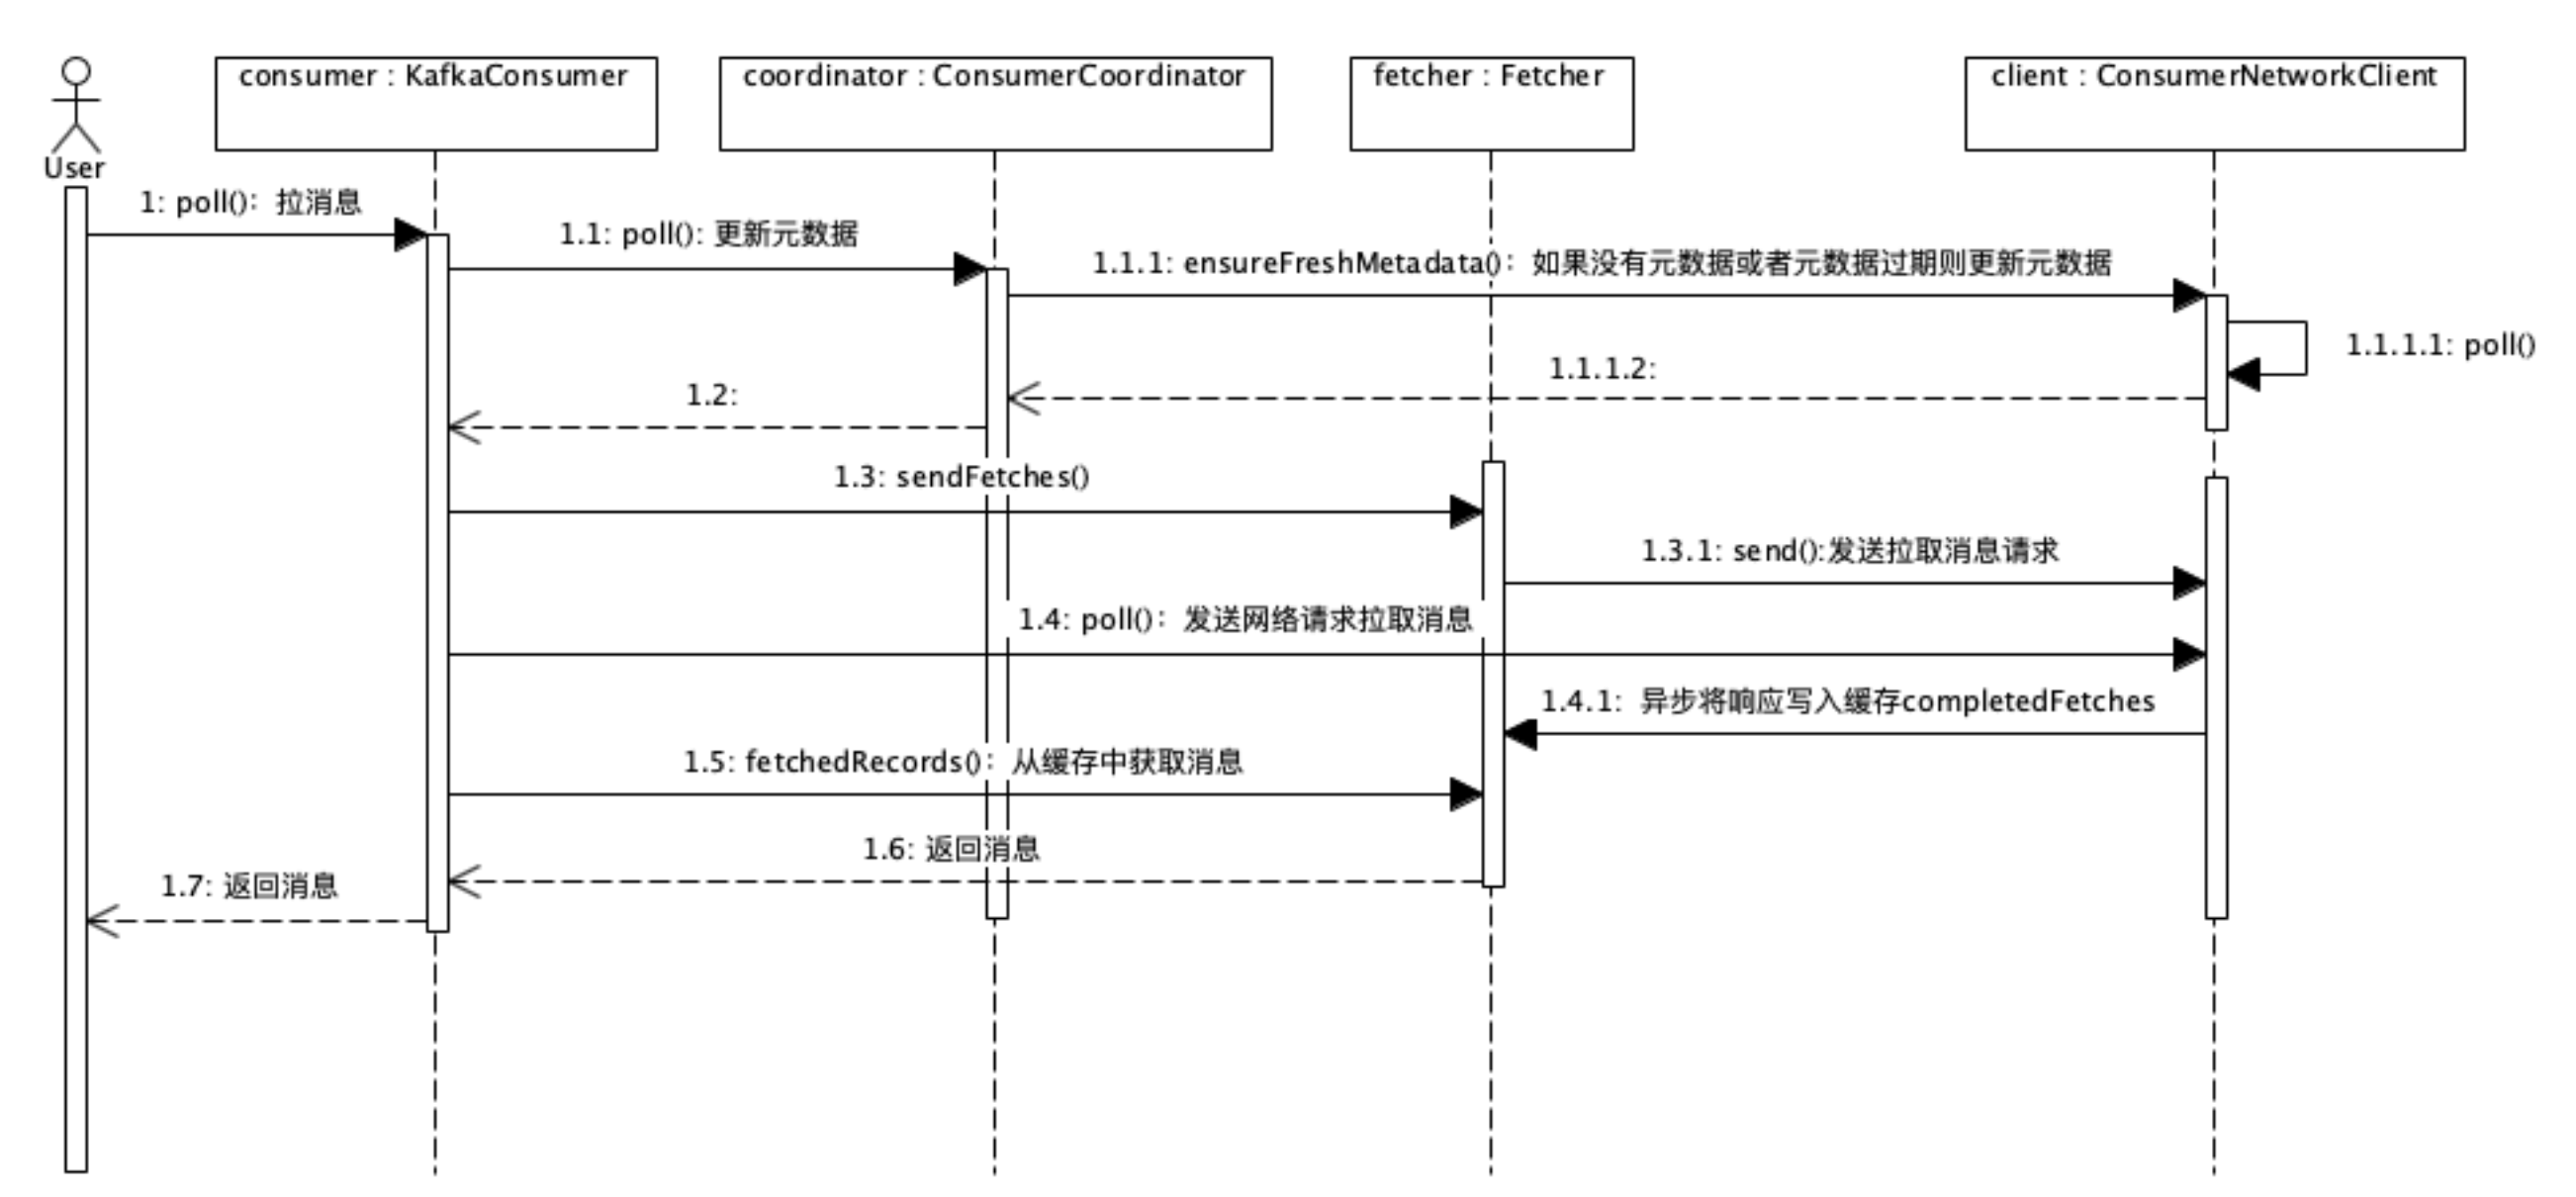 consumer : KafkaConsumer
coordinator : ConsumerCoordinator
fetcher : Fetcher
client : ConsumerNetworkClient
User
1: poll()：拉消息
1.1: poll(): 更新元数据
1.1.1: ensureFreshMetadata()：如果没有元数据或者元数据过期则更新元数据
1.1.1.1: poll()
1.1.1.2:
1.2:
1.3: sendFetches()
1.3.1: send():发送拉取消息请求
1.4: poll()：发送网络请求拉取消息
1.4.1: 异步将响应写入缓存completedFetches
1.5: fetchedRecords()：从缓存中获取消息
1.6: 返回消息
1.7: 返回消息